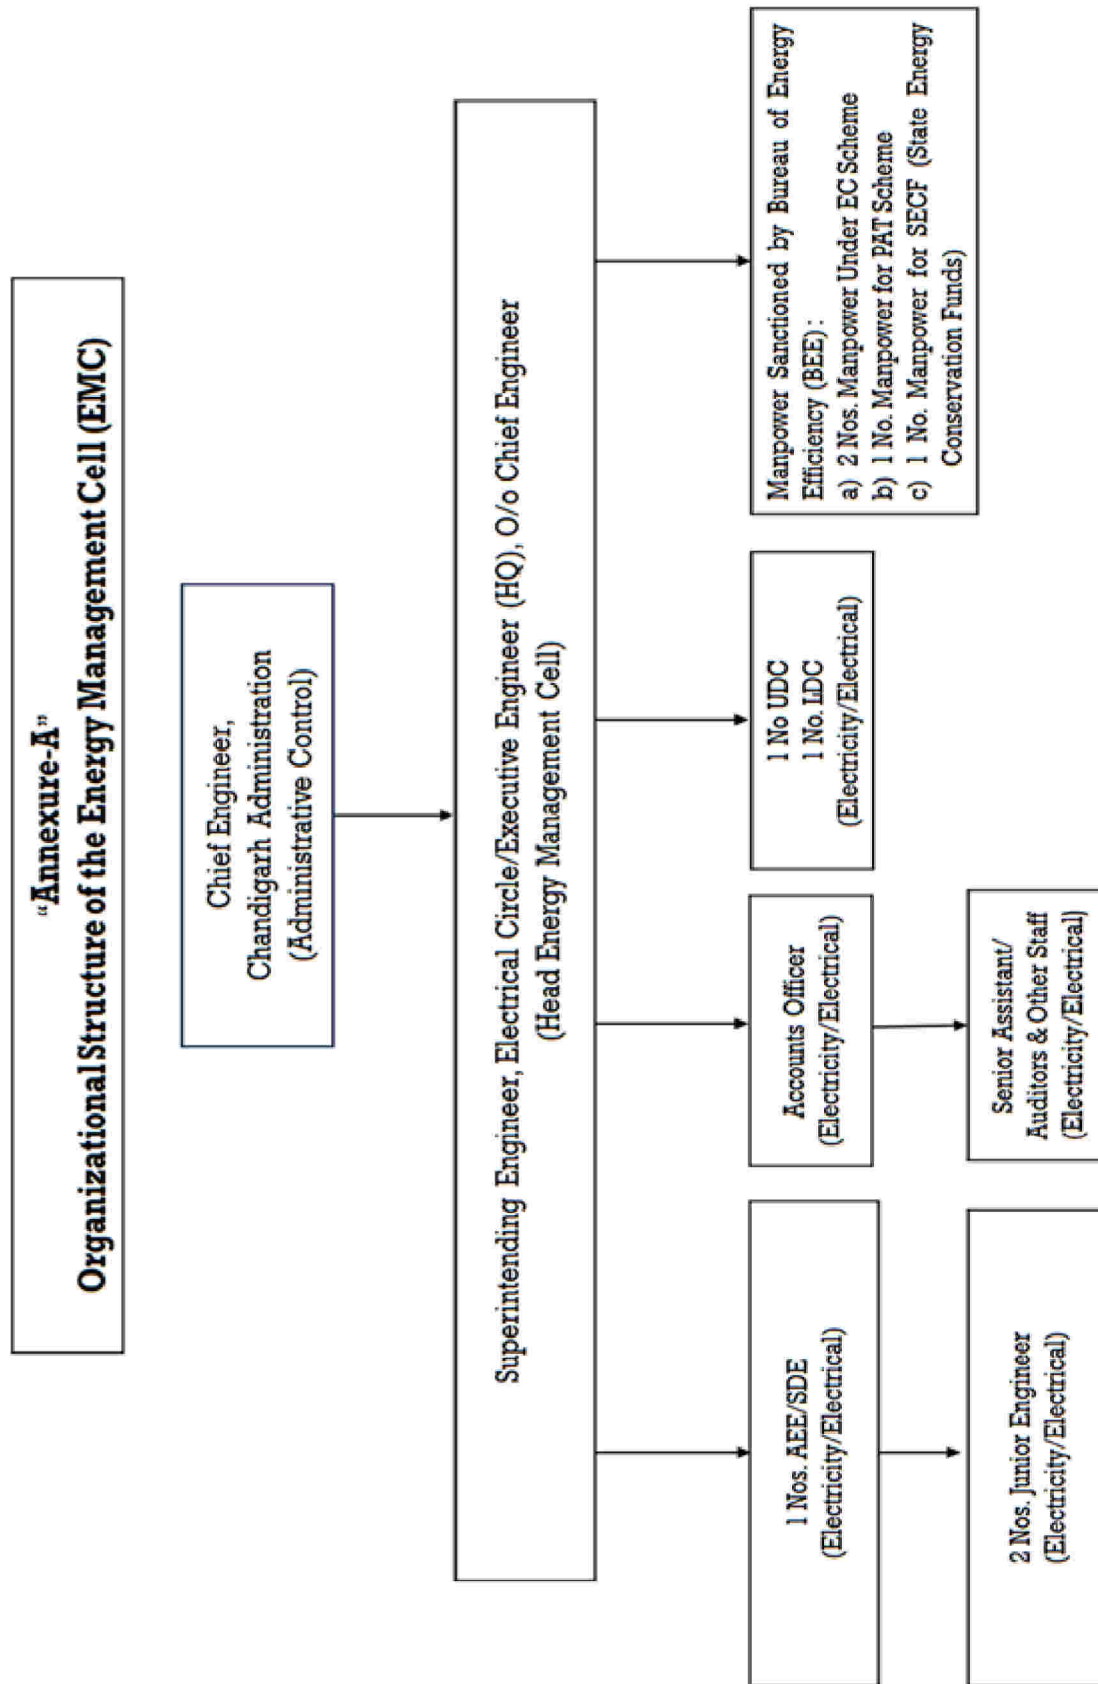 “Annexure-A”
Organizational Structure of the Energy Management Cell (EMC)
Chief Engineer,
Chandigarh Administration
(Administrative Control)
Superintending Engineer, Electrical Circle/Executive Engineer (HQ), O/o Chief Engineer
(Head Energy Management Cell)
1 Nos. AEE/SDE
(Electricity/Electrical)
Accounts Officer
(Electricity/Electrical)
1 No UDC
1 No. LDC
(Electricity/Electrical)
Manpower Sanctioned by Bureau of Energy
Efficiency (BEE) :
a) 2 Nos. Manpower Under EC Scheme
b) 1 No. Manpower for PAT Scheme
c) 1 No. Manpower for SECF (State Energy
Conservation Funds)
2 Nos. Junior Engineer
(Electricity/Electrical)
Senior Assistant/
Auditors & Other Staff
(Electricity/Electrical)